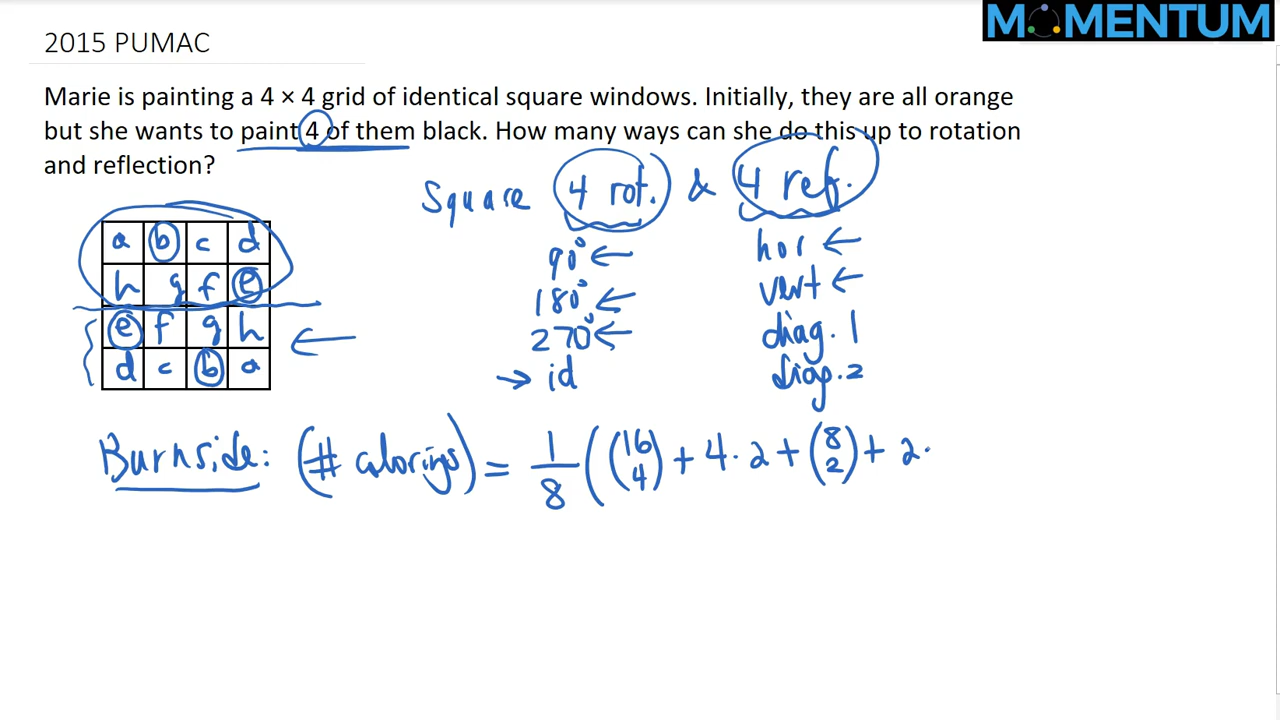 MOMENTUM
2015 PUMAC
Marie is painting a 4 × 4 grid of identical square windows. Initially, they are all orange
but she wants to paint 4 of them black. How many ways can she do this up to rotation
and reflection?
Square 4 rot. & 4 ref.
a b c d
h g f e
e f g h
d c b a
90° ← hor ←
180° ← vert ←
270° ← diag. 1
→ id diag. 2
Burnside: (# colorings) = 1/8 ( (16 4) + 4 · 2 + (8 2) + 2 ·